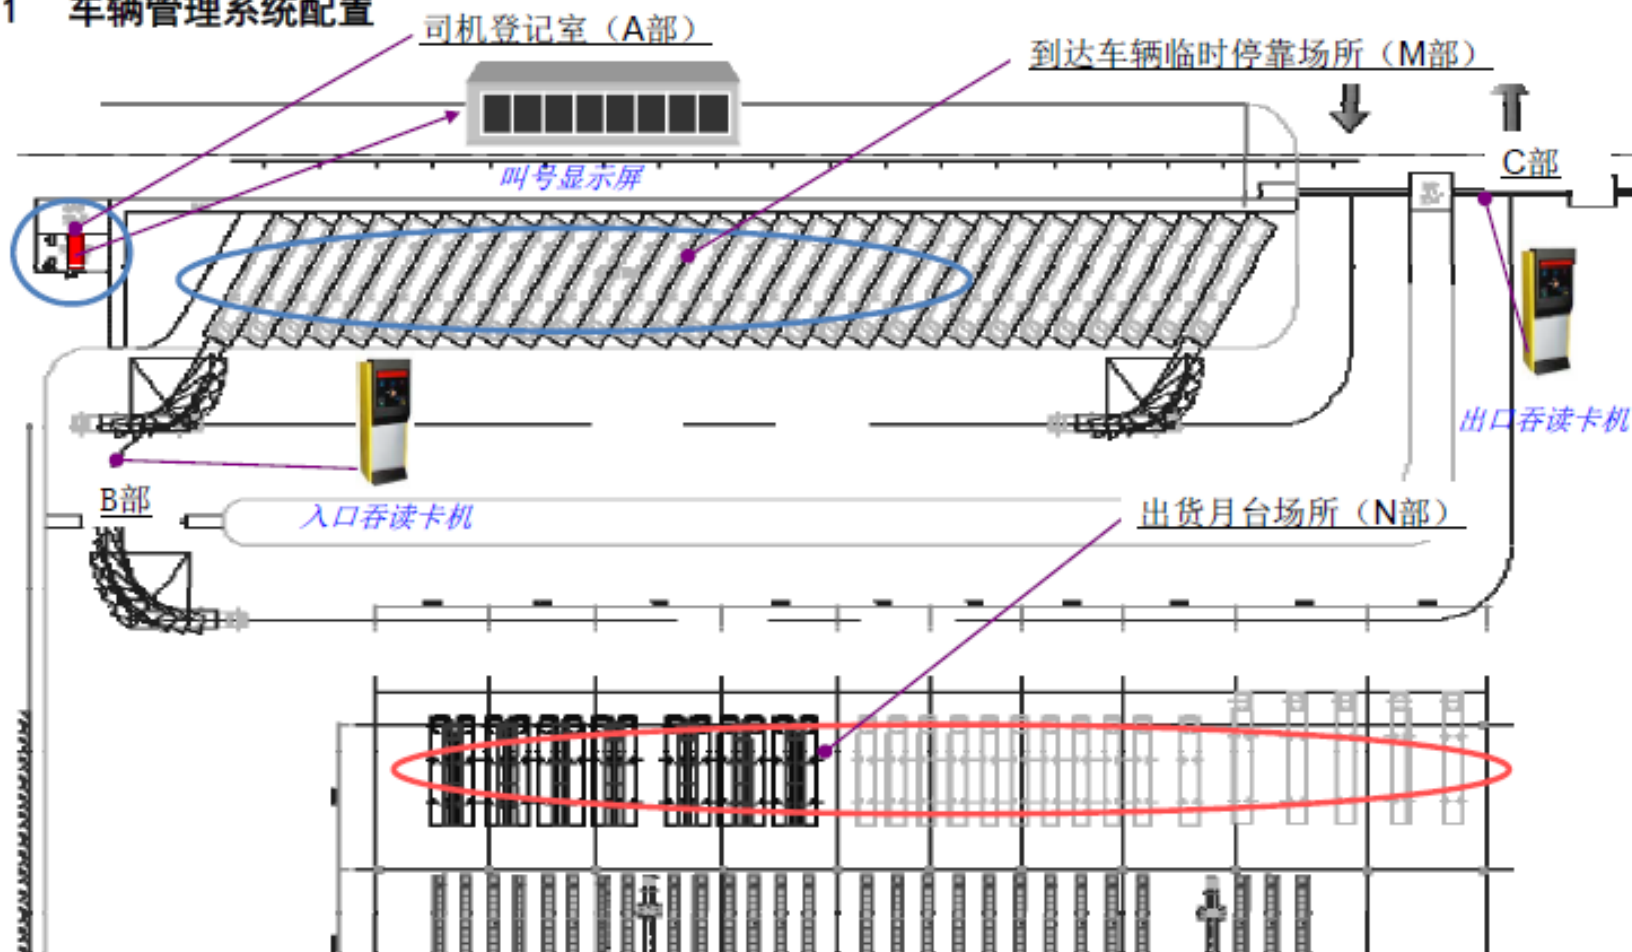 1 车辆管理系统配置
司机登记室（A部）
到达车辆临时停靠场所（M部）
叫号显示屏
C部
出口吞读卡机
B部
入口吞读卡机
出货月台场所（N部）